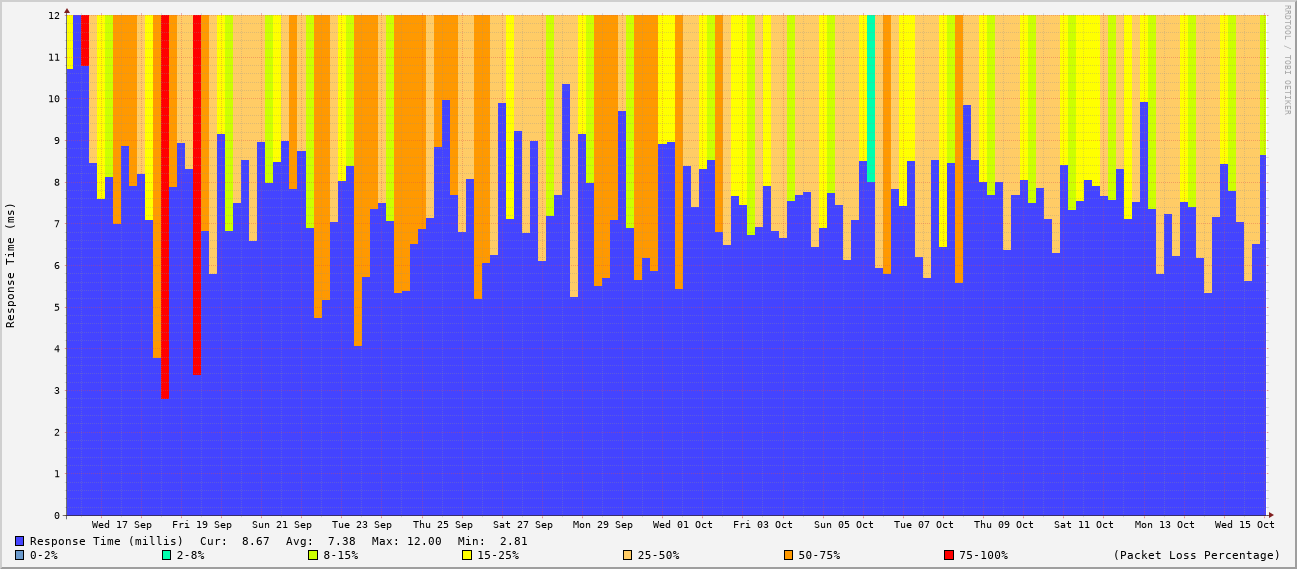 RRDTOOL / TOBI OETIKER
Response Time (ms)
12
11
10
9
8
7
6
5
4
3
2
1
0
Wed 17 Sep Fri 19 Sep Sun 21 Sep Tue 23 Sep Thu 25 Sep Sat 27 Sep Mon 29 Sep Wed 01 Oct Fri 03 Oct Sun 05 Oct Tue 07 Oct Thu 09 Oct Sat 11 Oct Mon 13 Oct Wed 15 Oct
Response Time (millis) Cur: 8.67 Avg: 7.38 Max: 12.00 Min: 2.81
0-2% 2-8% 8-15% 15-25% 25-50% 50-75% 75-100% (Packet Loss Percentage)